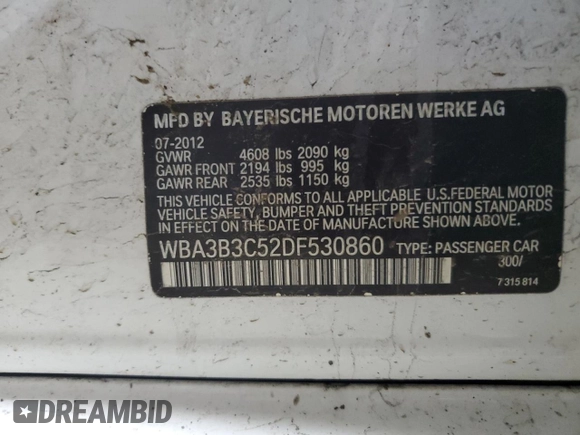 MFD BY BAYERISCHE MOTOREN WERKE AG
07-2012
GVWR 4608 lbs 2090 kg
GAWR FRONT 2194 lbs 995 kg
GAWR REAR 2535 lbs 1150 kg
THIS VEHICLE CONFORMS TO ALL APPLICABLE U.S.FEDERAL MOTOR
VEHICLE SAFETY, BUMPER AND THEFT PREVENTION STANDARDS
IN EFFECT ON THE DATE OF MANUFACTURE SHOWN ABOVE.
WBA3B3C52DF530860 TYPE: PASSENGER CAR
300/
7 315 814
DREAMBID